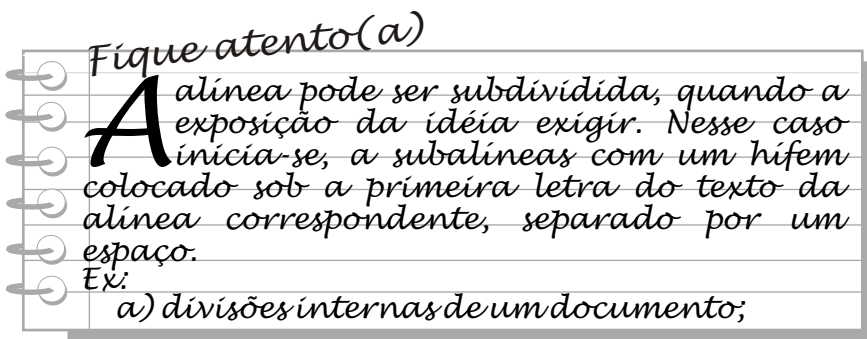 Fique atento(a)
A alínea pode ser subdividida, quando a
exposição da idéia exigir. Nesse caso
inicia-se, a subalíneas com um hífem
colocado sob a primeira letra do texto da
alínea correspondente, separado por um
espaço.
Ex:
a) divisões internas de um documento;